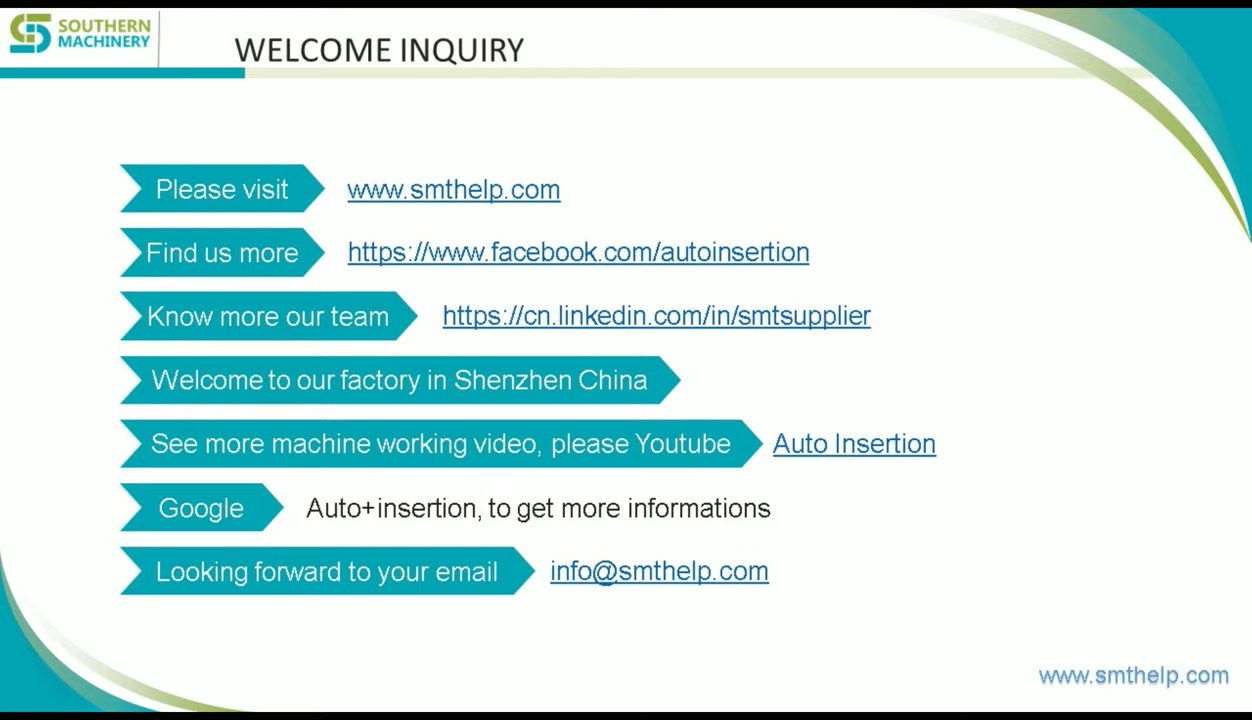 SOUTHERN
MACHINERY
WELCOME INQUIRY
Please visit www.smthelp.com
Find us more https://www.facebook.com/autoinsertion
Know more our team https://cn.linkedin.com/in/smtsupplier
Welcome to our factory in Shenzhen China
See more machine working video, please Youtube Auto Insertion
Google Auto+insertion, to get more informations
Looking forward to your email info@smthelp.com
www.smthelp.com